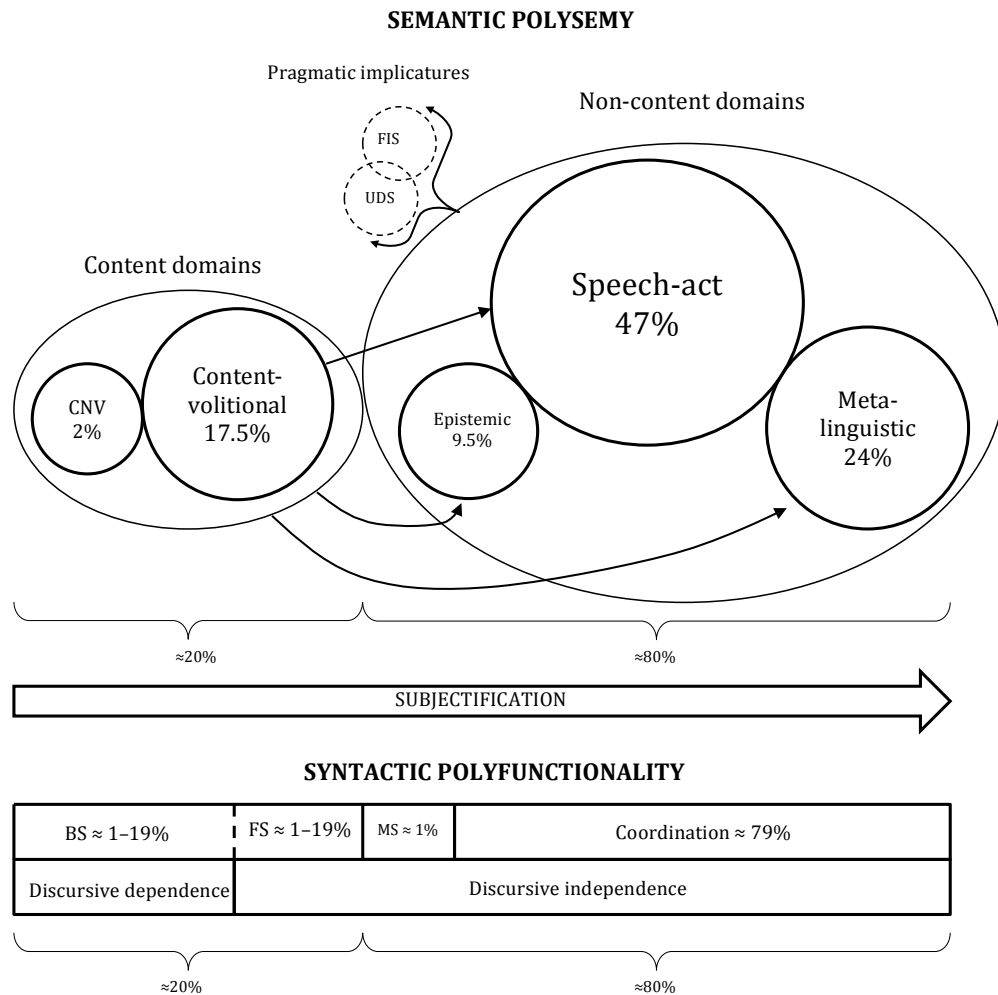 SEMANTIC POLYSEMY
Pragmatic implicatures
Non-content domains
FIS
UDS
Content domains
Speech-act
47%
CNV
2%
Content-
volitional
17.5%
Epistemic
9.5%
Meta-
linguistic
24%
≈20%
≈80%
SUBJECTIFICATION
SYNTACTIC POLYFUNCTIONALITY
BS ≈ 1–19%
FS ≈ 1–19%
MS ≈ 1%
Coordination ≈ 79%
Discursive dependence
Discursive independence
≈20%
≈80%